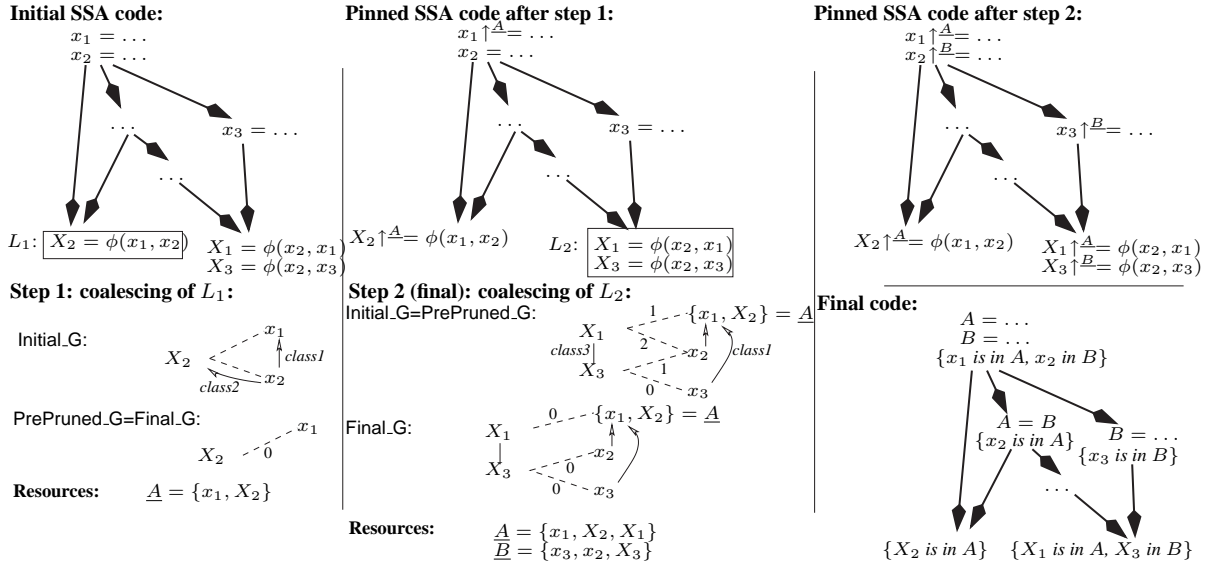 Initial SSA code:
x₁ = . . .
x₂ = . . .
. . .
x₃ = . . .
. . .
L₁: X₂ = ϕ(x₁, x₂)
X₁ = ϕ(x₂, x₁)
X₃ = ϕ(x₂, x₃)
Step 1: coalescing of L₁:
Initial_G:
x₁
X₂
class1
x₂
class2
PrePruned_G=Final_G:
x₁
X₂
0
Resources: A = {x₁, X₂}
Pinned SSA code after step 1:
x₁↑A= . . .
x₂ = . . .
. . .
x₃ = . . .
. . .
X₂↑A= ϕ(x₁, x₂)
L₂: X₁ = ϕ(x₂, x₁)
X₃ = ϕ(x₂, x₃)
Step 2 (final): coalescing of L₂:
Initial_G=PrePruned_G:
1
{x₁, X₂} = A
X₁
2
class3
x₂
class1
X₃
1
0
x₃
Final_G:
0
{x₁, X₂} = A
X₁
x₂
X₃
0
0
x₃
Resources: A = {x₁, X₂, X₁}
B = {x₃, x₂, X₃}
Pinned SSA code after step 2:
x₁↑A= . . .
x₂↑B= . . .
. . .
x₃↑B= . . .
. . .
X₂↑A= ϕ(x₁, x₂)
X₁↑A= ϕ(x₂, x₁)
X₃↑B= ϕ(x₂, x₃)
Final code:
A = . . .
B = . . .
{x₁ is in A, x₂ in B}
A = B
{x₂ is in A}
B = . . .
{x₃ is in B}
. . .
{X₂ is in A}
{X₁ is in A, X₃ in B}